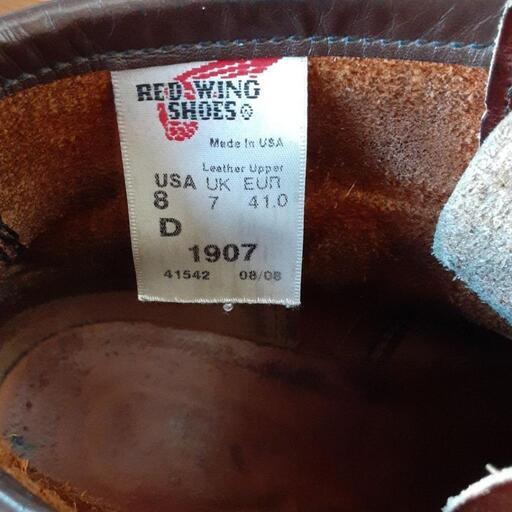 RED WING
SHOES®
Made In USA
Leather Upper
USA UK EUR
8 7 41.0
D
1907
41542 08/08